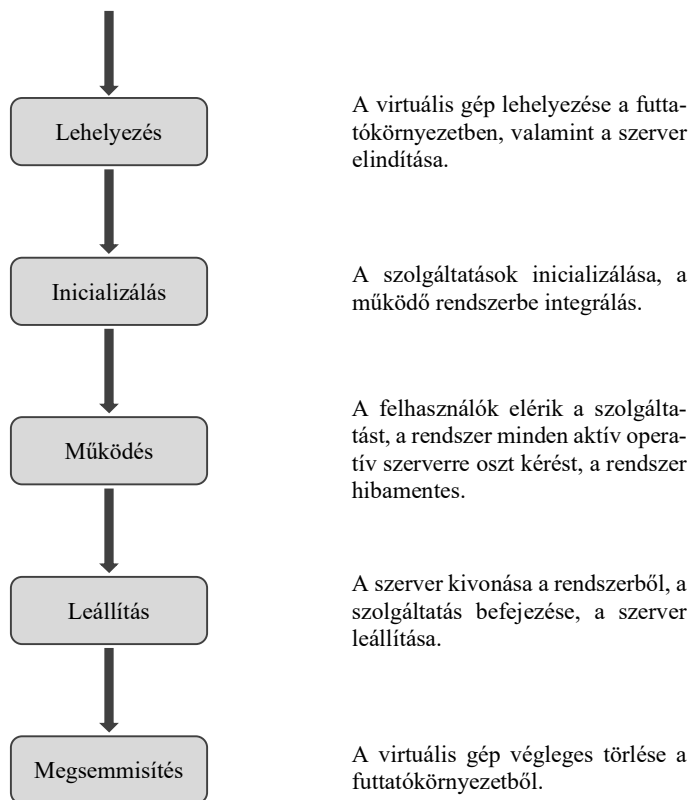 Lehelyezés
A virtuális gép lehelyezése a futta-
tókörnyezetben, valamint a szerver
elindítása.
Inicializálás
A szolgáltatások inicializálása, a
működő rendszerbe integrálás.
Működés
A felhasználók elérik a szolgálta-
tást, a rendszer minden aktív opera-
tív szerverre oszt kérést, a rendszer
hibamentes.
Leállítás
A szerver kivonása a rendszerből, a
szolgáltatás befejezése, a szerver
leállítása.
Megsemmisítés
A virtuális gép végleges törlése a
futtatókörnyezetből.